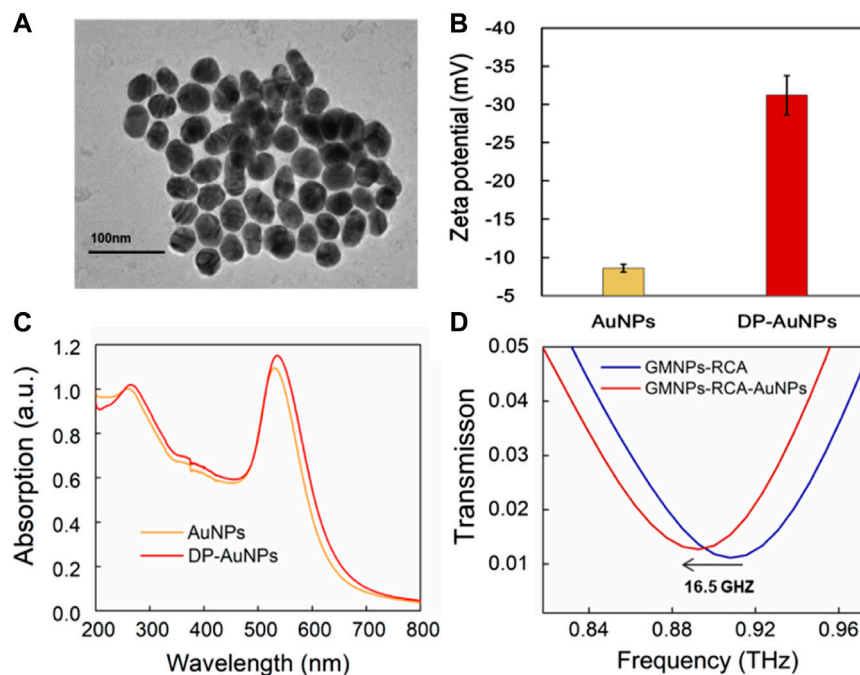 A
100nm
B
Zeta potential (mV)
-40
-35
-30
-25
-20
-15
-10
-5
AuNPs
DP-AuNPs
C
Absorption (a.u.)
1.2
1.0
0.8
0.6
0.4
0.2
0.0
AuNPs
DP-AuNPs
200 300 400 500 600 700 800
Wavelength (nm)
D
Transmisson
0.05
0.04
0.03
0.02
0.01
GMNPs-RCA
GMNPs-RCA-AuNPs
16.5 GHZ
0.84 0.88 0.92 0.96
Frequency (THz)